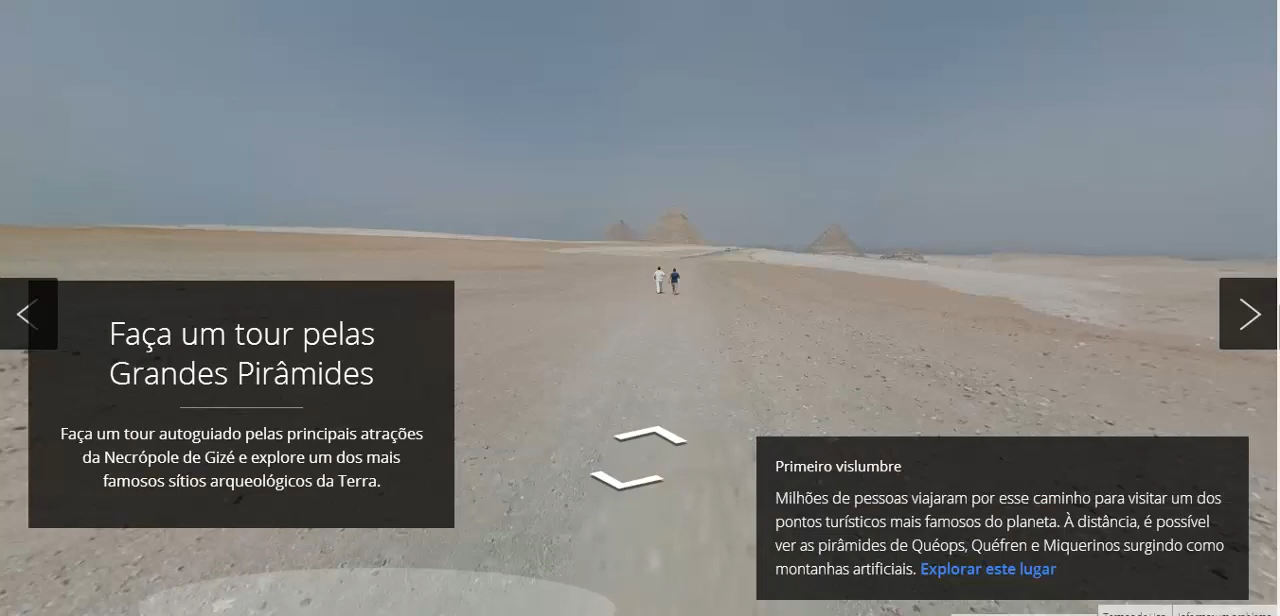 Faça um tour pelas
Grandes Pirâmides
Faça um tour autoguiado pelas principais atrações
da Necrópole de Gizé e explore um dos mais
famosos sítios arqueológicos da Terra.
Primeiro vislumbre
Milhões de pessoas viajaram por esse caminho para visitar um dos
pontos turísticos mais famosos do planeta. À distância, é possível
ver as pirâmides de Quéops, Quéfren e Miquerinos surgindo como
montanhas artificiais. Explorar este lugar